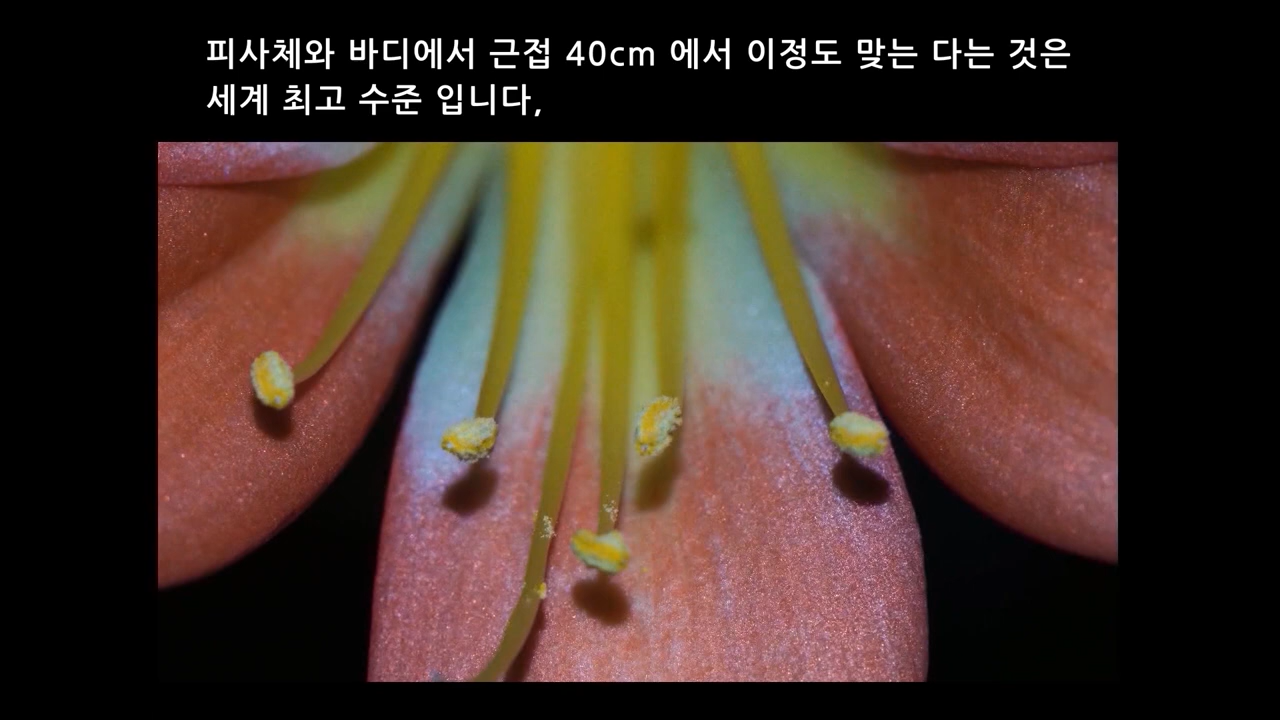 피사체와 바디에서 근접 40cm 에서 이정도 맞는 다는 것은
세계 최고 수준 입니다,